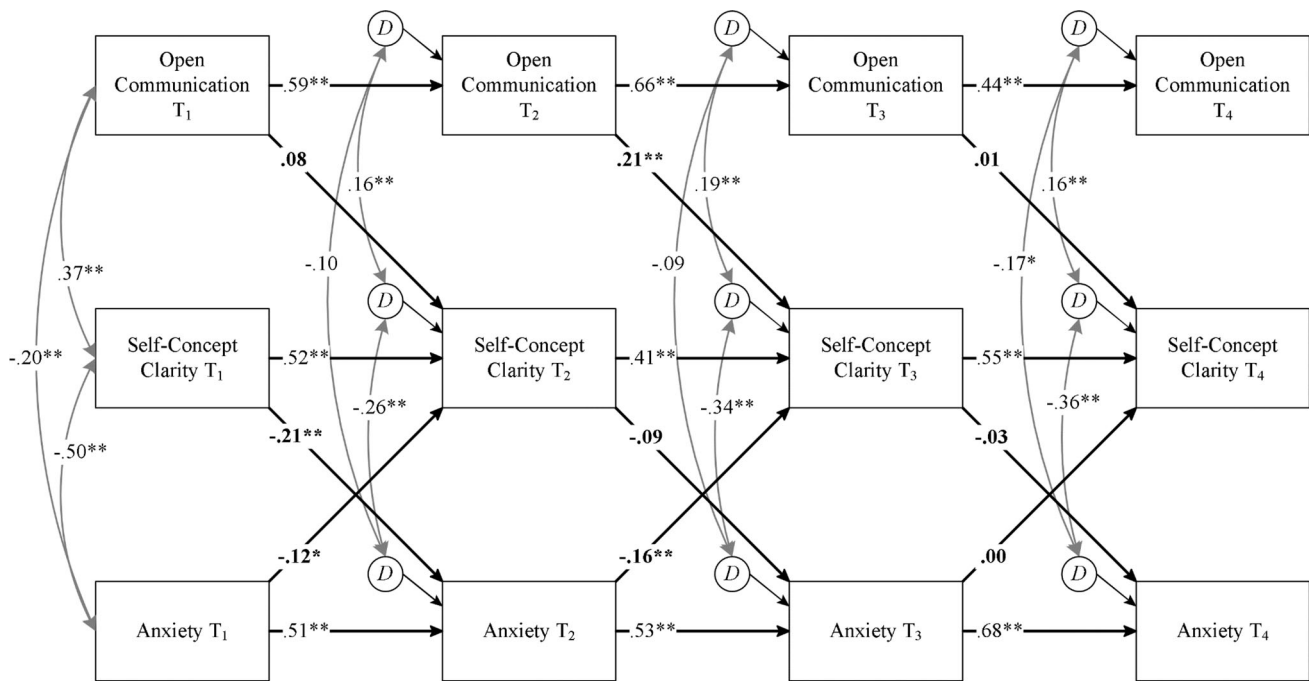 D
D
D
Open
Communication
T1
.59**
Open
Communication
T2
.66**
Open
Communication
T3
.44**
Open
Communication
T4
.08
.21**
.01
.16**
.19**
.16**
.37**
-.10
-.09
-.17*
D
D
D
-.20**
Self-Concept
Clarity T1
.52**
Self-Concept
Clarity T2
.41**
Self-Concept
Clarity T3
.55**
Self-Concept
Clarity T4
-.26**
-.34**
-.36**
-.50**
-.21**
-.09
-.03
-.12*
-.16**
.00
D
D
D
Anxiety T1
.51**
Anxiety T2
.53**
Anxiety T3
.68**
Anxiety T4